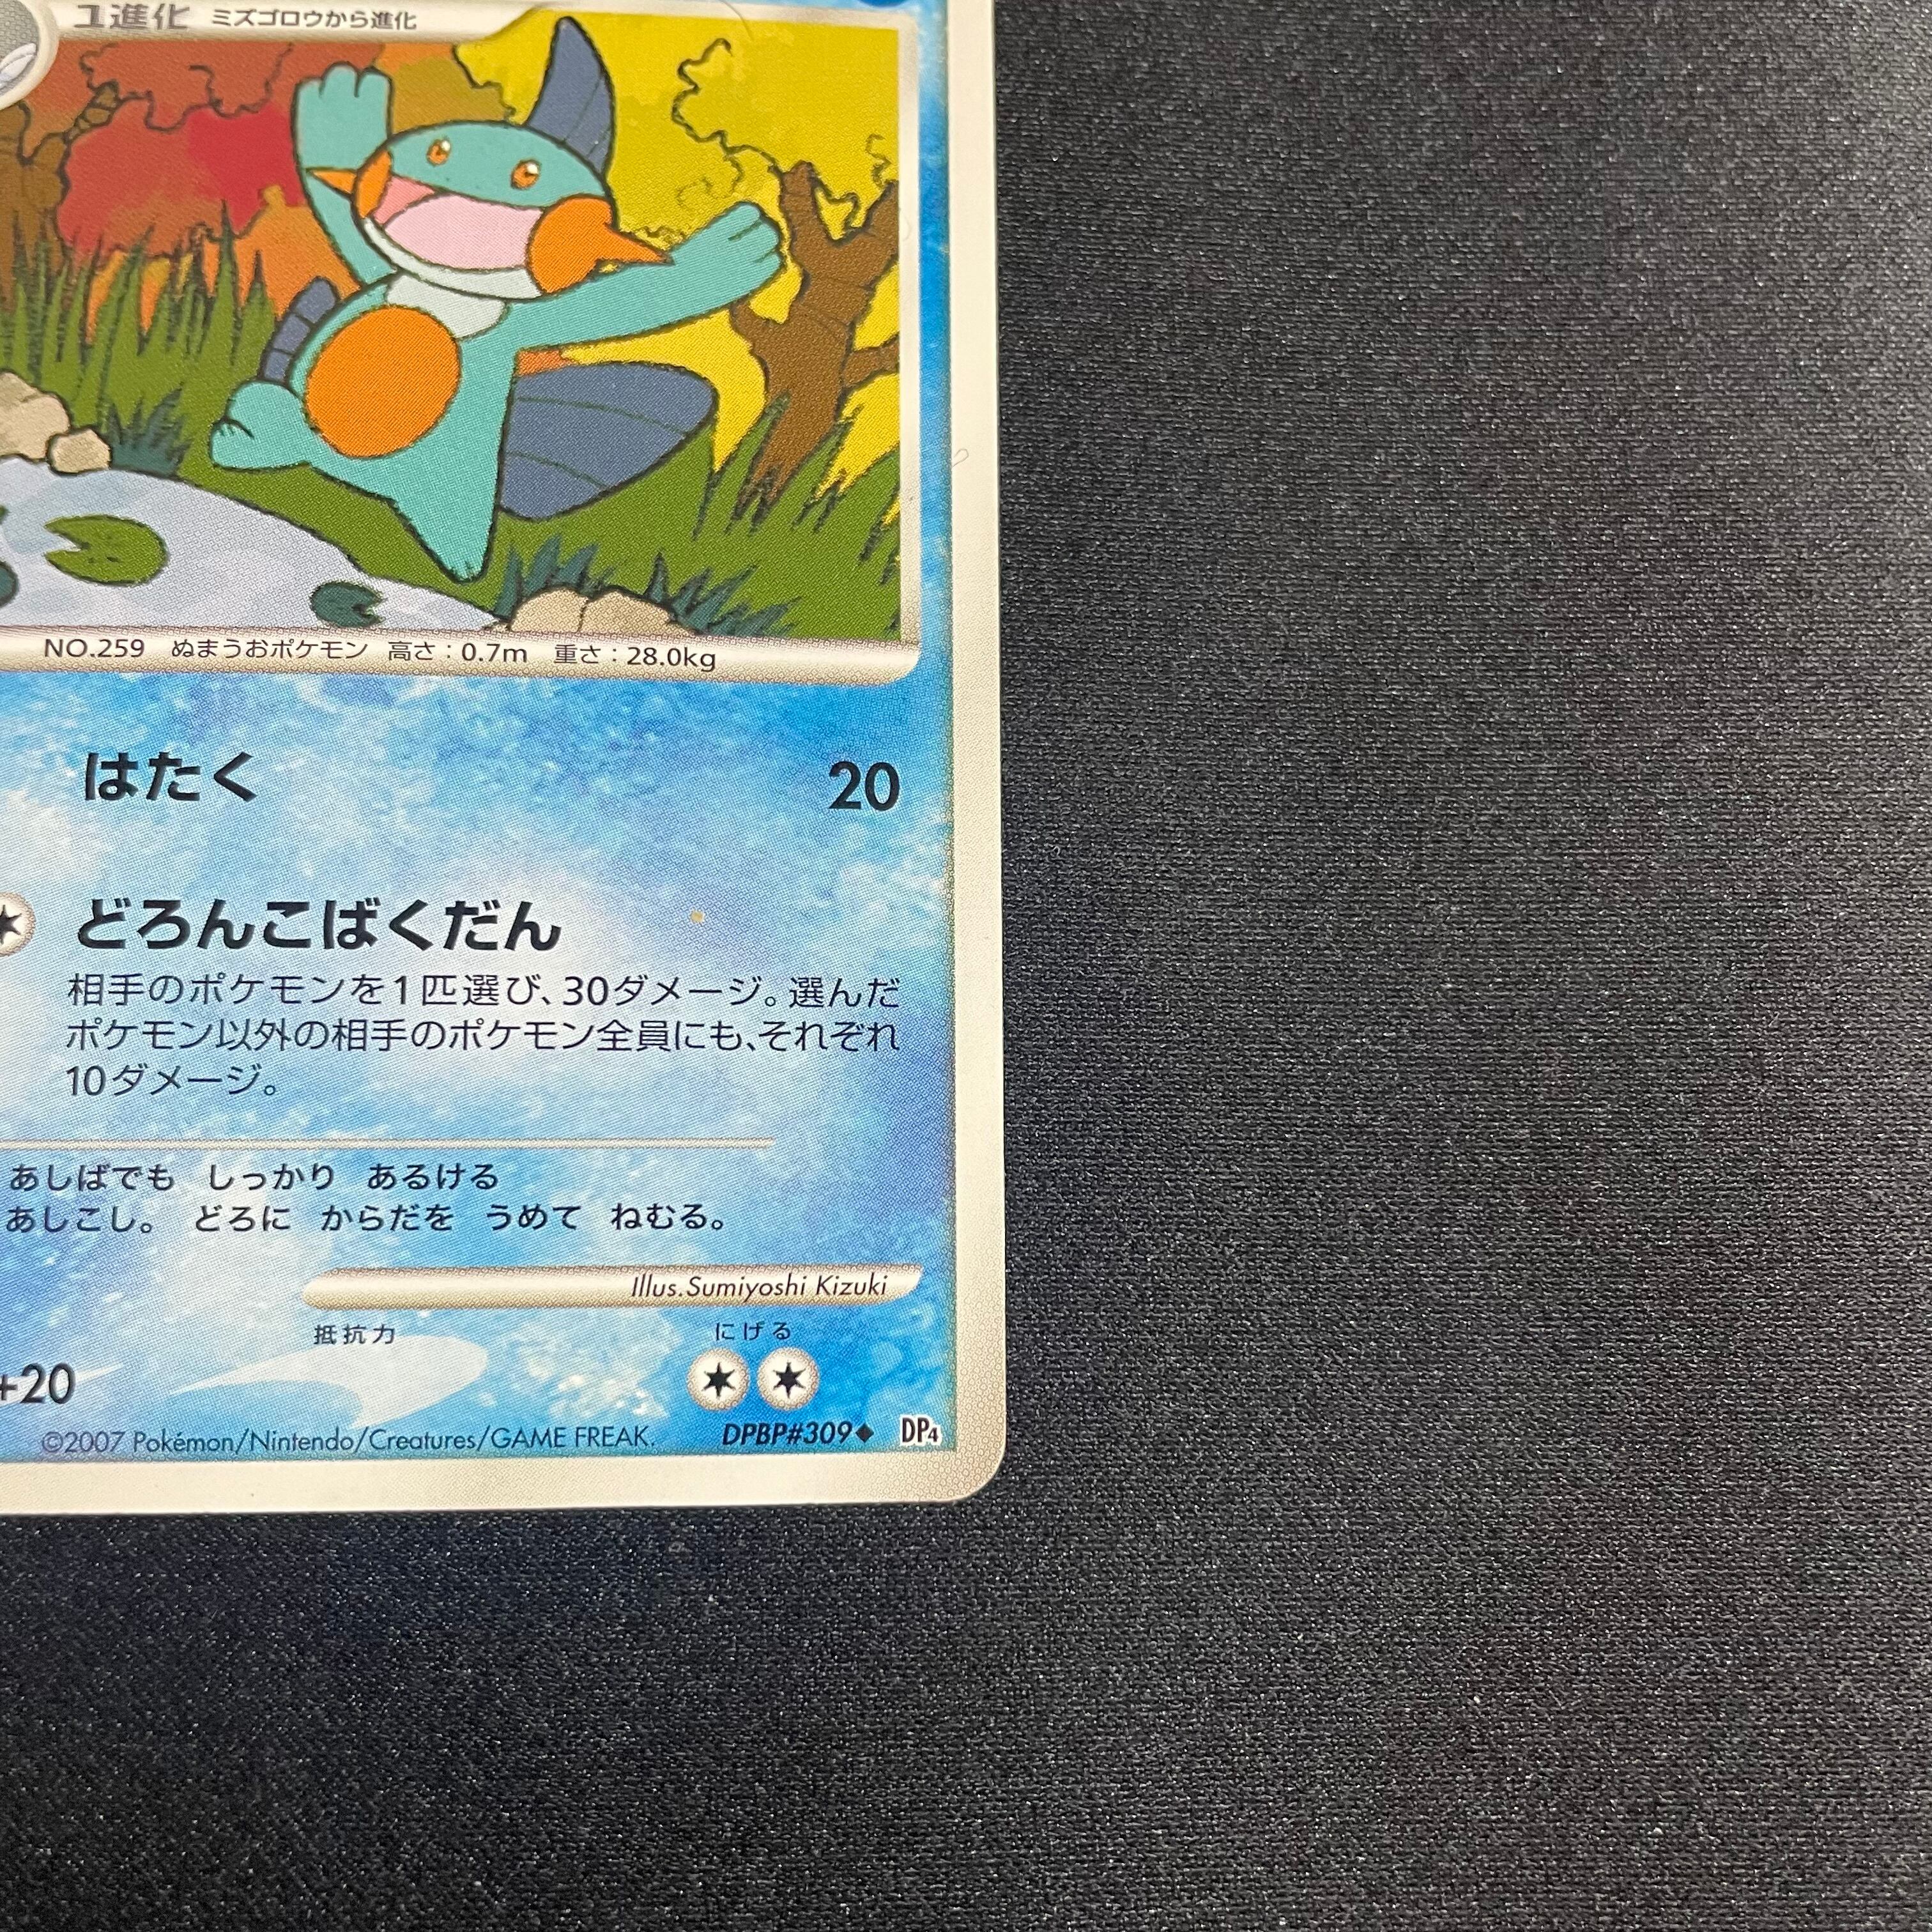 1進化 ミズゴロウから進化
NO.259 ぬまうおポケモン 高さ：0.7m 重さ：28.0kg
はたく 20
どろんこばくだん
相手のポケモンを1匹選び、30ダメージ。選んだ
ポケモン以外の相手のポケモン全員にも、それぞれ
10ダメージ。
あしばでも しっかり あるける
あしこし。 どろに からだを うめて ねむる。
Illus.Sumiyoshi Kizuki
抵抗力 にげる
+20
©2007 Pokémon/Nintendo/Creatures/GAME FREAK. DPBP#309◆ DP4